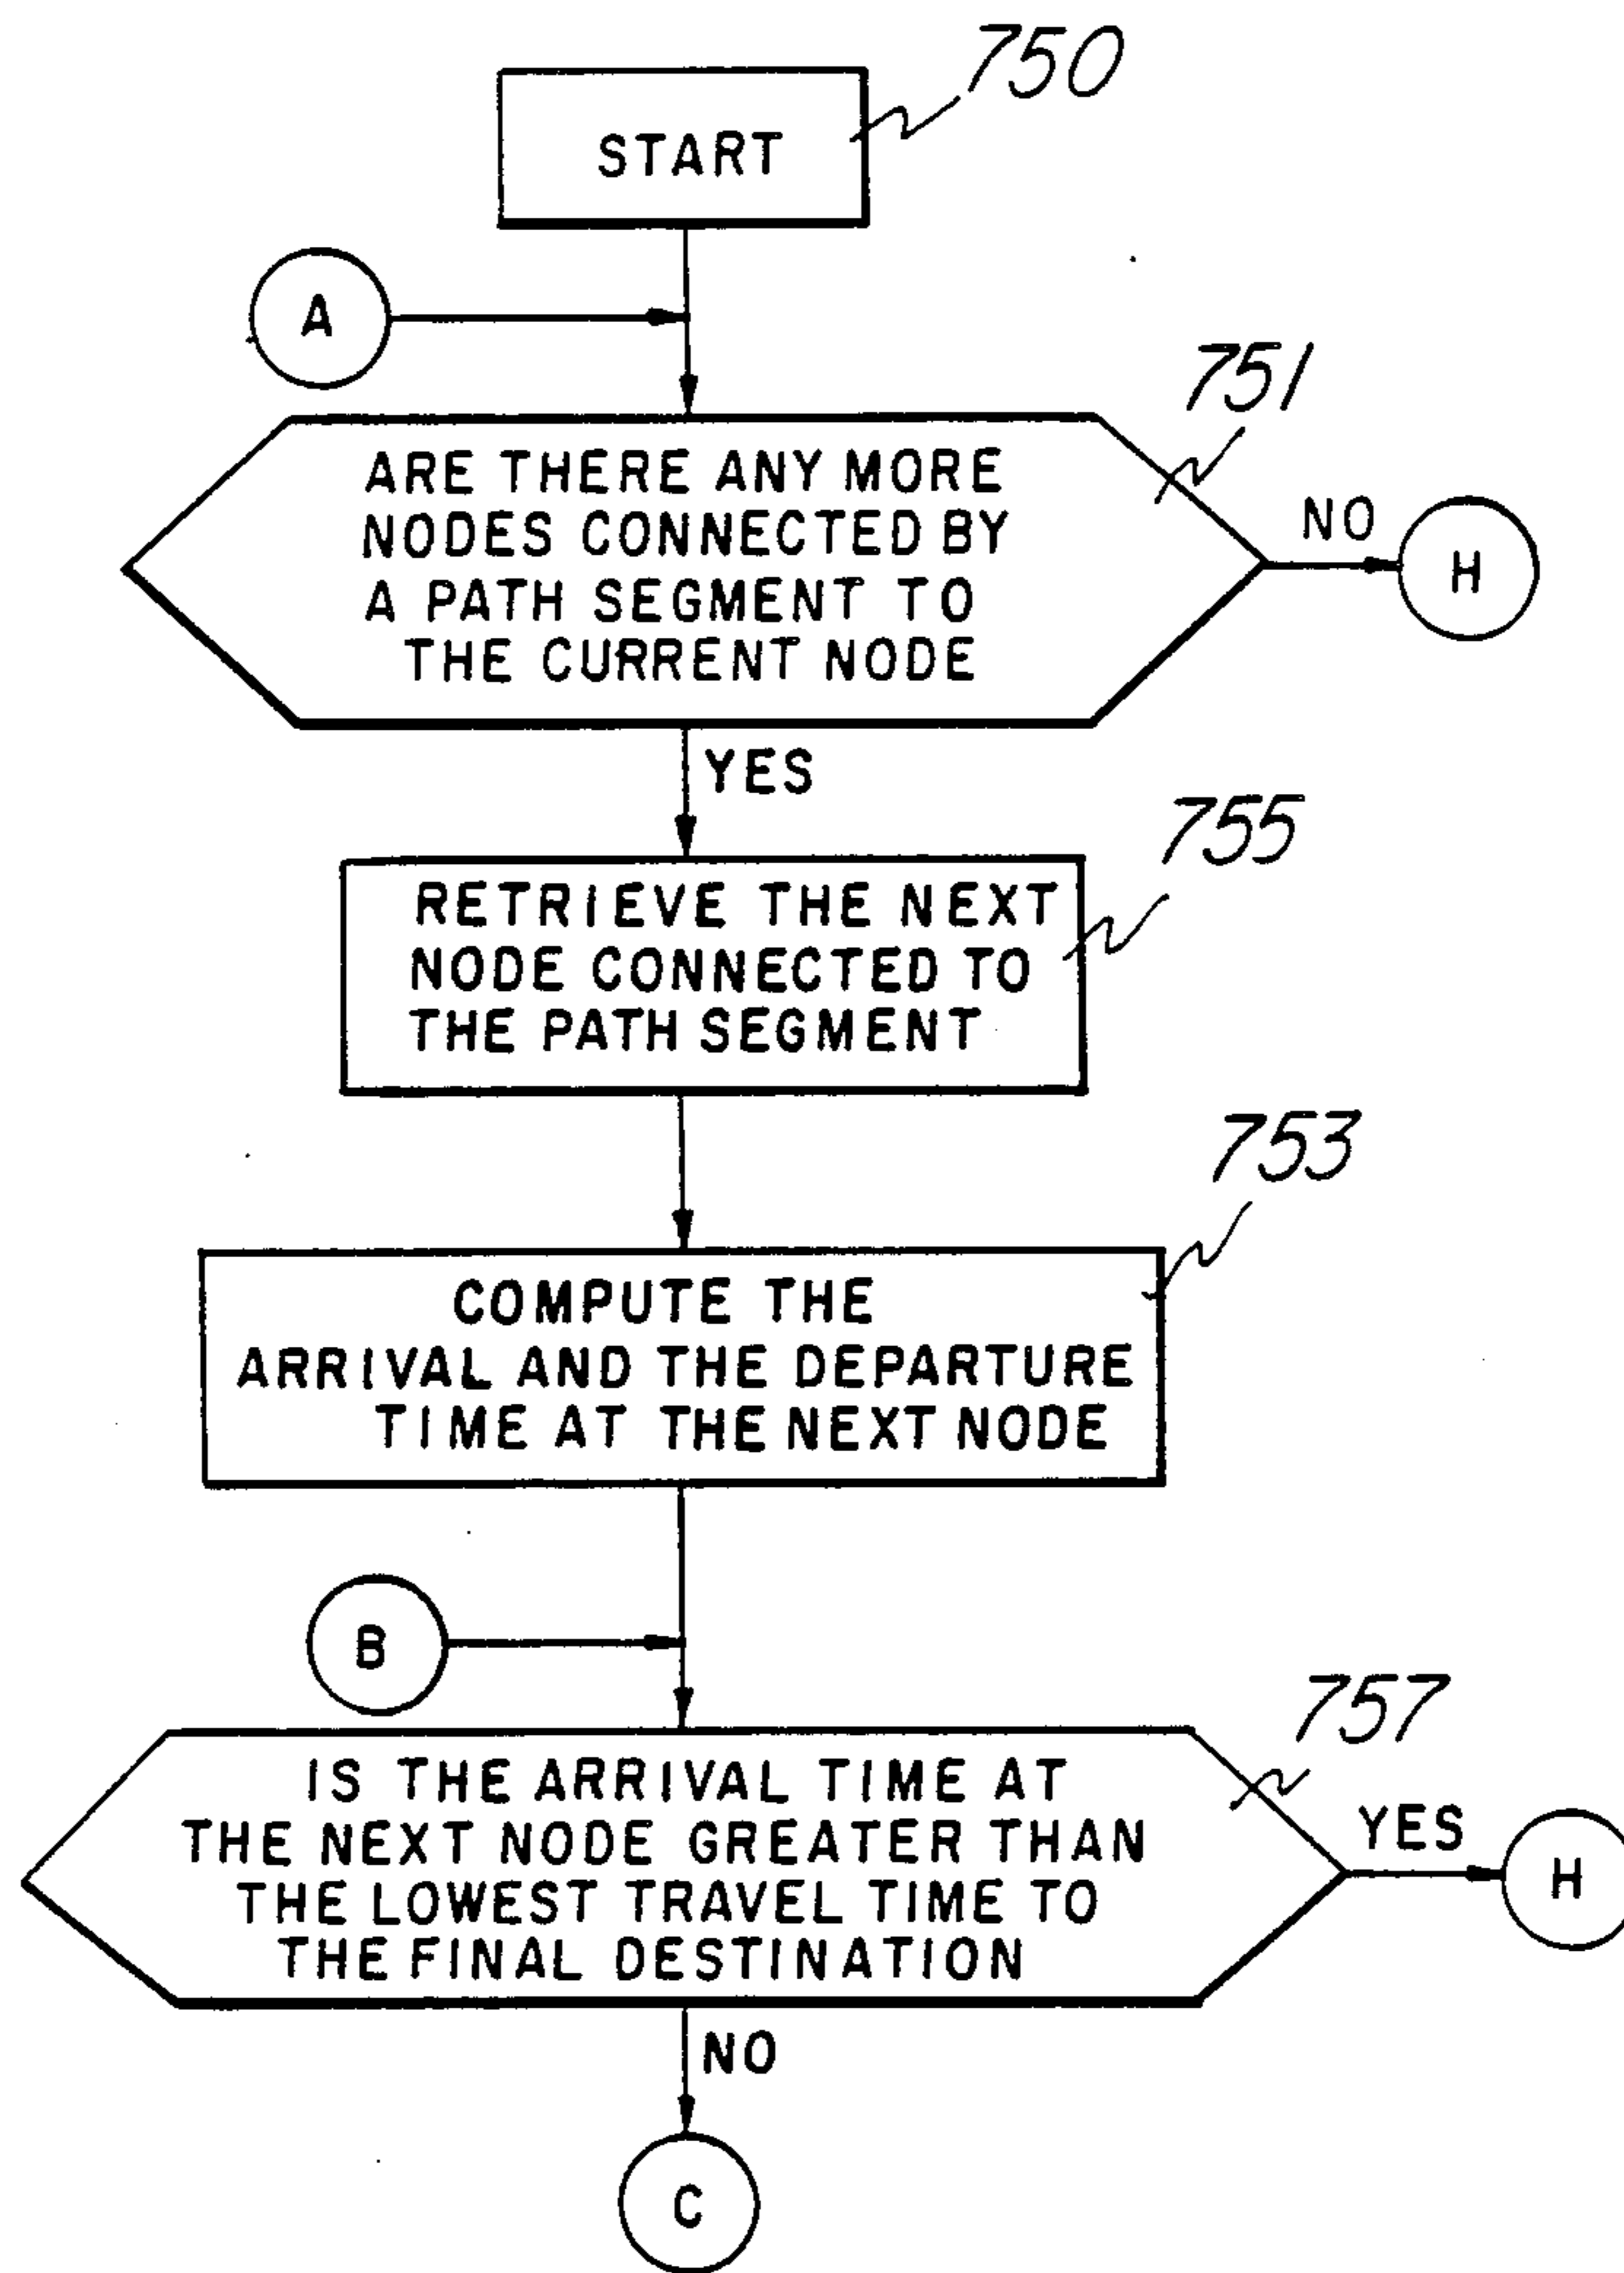 750
START
A
751
ARE THERE ANY MORE
NODES CONNECTED BY
A PATH SEGMENT TO
THE CURRENT NODE
NO
H
YES
755
RETRIEVE THE NEXT
NODE CONNECTED TO
THE PATH SEGMENT
753
COMPUTE THE
ARRIVAL AND THE DEPARTURE
TIME AT THE NEXT NODE
B
757
IS THE ARRIVAL TIME AT
THE NEXT NODE GREATER THAN
THE LOWEST TRAVEL TIME TO
THE FINAL DESTINATION
YES
H
NO
C